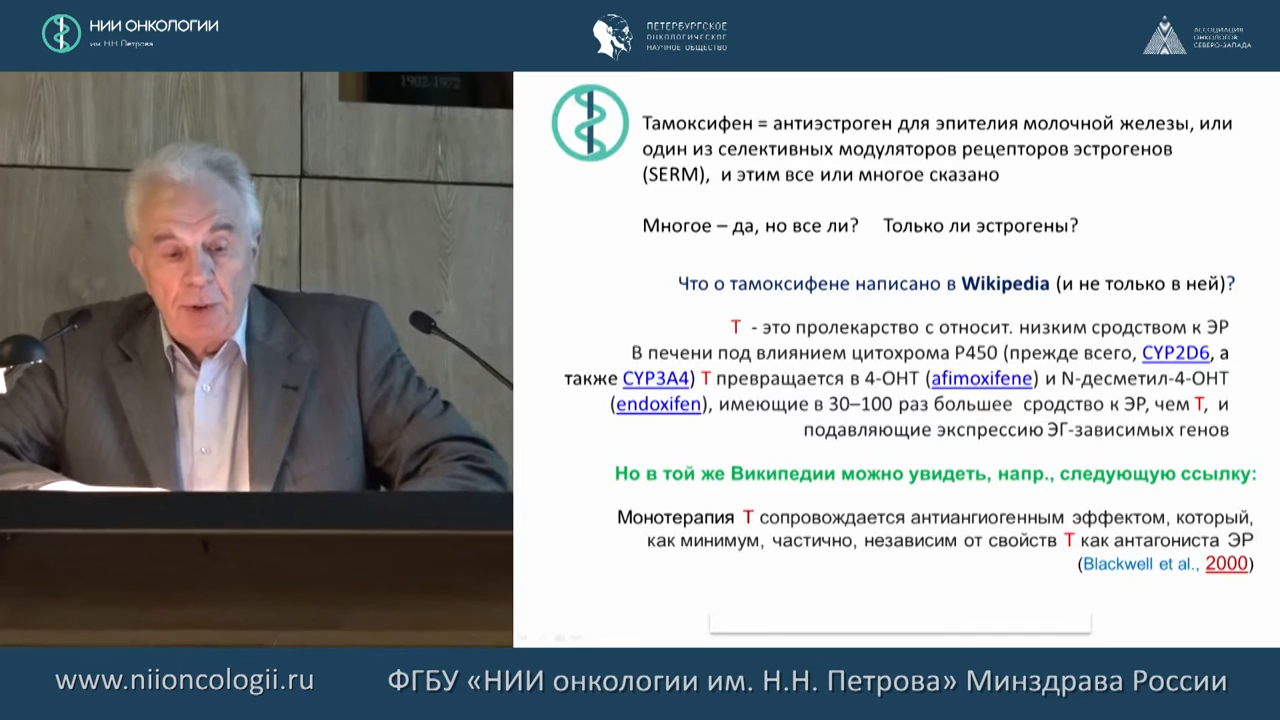 НИИ ОНКОЛОГИИ
им. Н.Н. Петрова
ПЕТЕРБУРГСКОЕ
ОНКОЛОГИЧЕСКОЕ
НАУЧНОЕ ОБЩЕСТВО
АССОЦИАЦИЯ
ОНКОЛОГОВ
СЕВЕРО-ЗАПАДА
1902-1972
Тамоксифен = антиэстроген для эпителия молочной железы, или
один из селективных модуляторов рецепторов эстрогенов
(SERM), и этим все или многое сказано
Многое – да, но все ли? Только ли эстрогены?
Что о тамоксифене написано в Wikipedia (и не только в ней)?
Т - это пролекарство с относит. низким сродством к ЭР
В печени под влиянием цитохрома Р450 (прежде всего, CYP2D6, а
также CYP3A4) Т превращается в 4-ОНТ (afimoxifene) и N-десметил-4-ОНТ
(endoxifen), имеющие в 30–100 раз большее сродство к ЭР, чем Т, и
подавляющие экспрессию ЭГ-зависимых генов
Но в той же Википедии можно увидеть, напр., следующую ссылку:
Монотерапия Т сопровождается антиангиогенным эффектом, который,
как минимум, частично, независим от свойств Т как антагониста ЭР
(Blackwell et al., 2000)
www.niioncologii.ru
ФГБУ «НИИ онкологии им. Н.Н. Петрова» Минздрава России